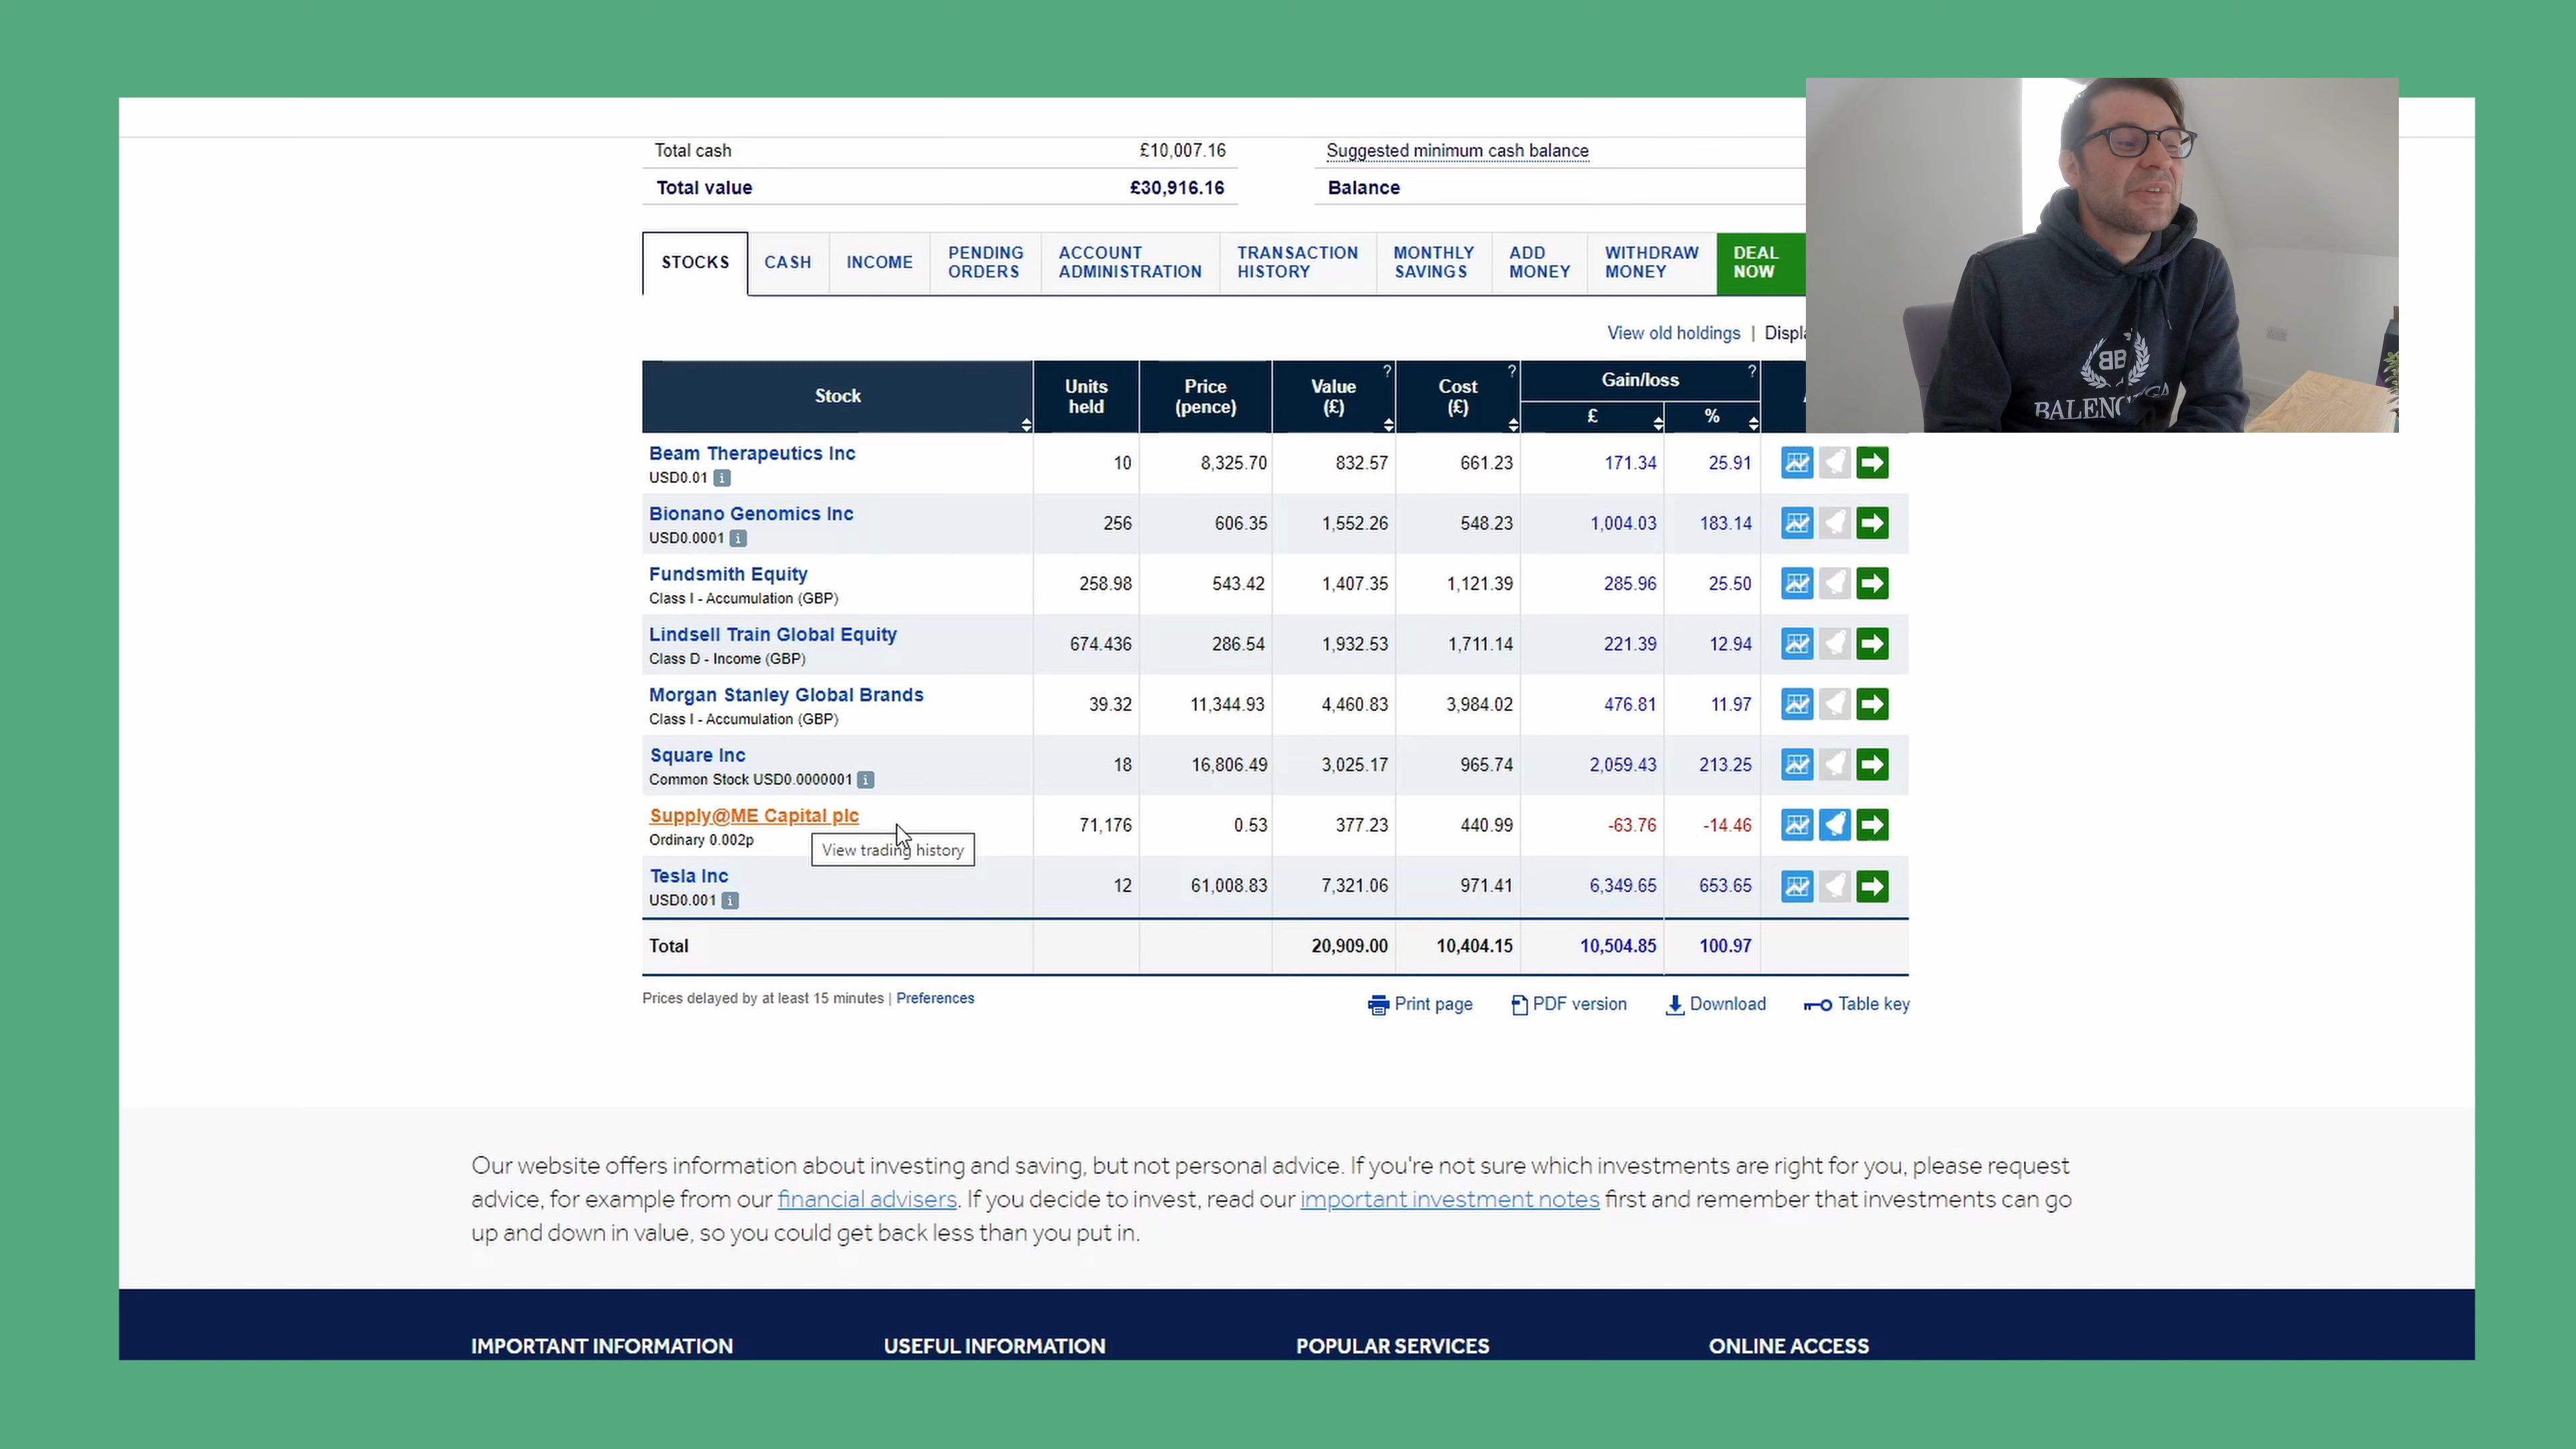 Total cash £10,007.16 Suggested minimum cash balance
Total value £30,916.16 Balance
STOCKS CASH INCOME PENDING ORDERS ACCOUNT ADMINISTRATION TRANSACTION HISTORY MONTHLY SAVINGS ADD MONEY WITHDRAW MONEY DEAL NOW
View old holdings |
Stock Units held Price (pence) Value (£) ? Cost (£) ? Gain/loss ?
£ %
Beam Therapeutics Inc 10 8,325.70 832.57 661.23 171.34 25.91
USD0.01 i
Bionano Genomics Inc 256 606.35 1,552.26 548.23 1,004.03 183.14
USD0.0001 i
Fundsmith Equity 258.98 543.42 1,407.35 1,121.39 285.96 25.50
Class I - Accumulation (GBP)
Lindsell Train Global Equity 674.436 286.54 1,932.53 1,711.14 221.39 12.94
Class D - Income (GBP)
Morgan Stanley Global Brands 39.32 11,344.93 4,460.83 3,984.02 476.81 11.97
Class I - Accumulation (GBP)
Square Inc 18 16,806.49 3,025.17 965.74 2,059.43 213.25
Common Stock USD0.0000001 i
Supply@ME Capital plc 71,176 0.53 377.23 440.99 -63.76 -14.46
Ordinary 0.002p
View trading history
Tesla Inc 12 61,008.83 7,321.06 971.41 6,349.65 653.65
USD0.001 i
Total 20,909.00 10,404.15 10,504.85 100.97
Prices delayed by at least 15 minutes | Preferences
Print page PDF version Download Table key
Our website offers information about investing and saving, but not personal advice. If you're not sure which investments are right for you, please request
advice, for example from our financial advisers. If you decide to invest, read our important investment notes first and remember that investments can go
up and down in value, so you could get back less than you put in.
IMPORTANT INFORMATION USEFUL INFORMATION POPULAR SERVICES ONLINE ACCESS